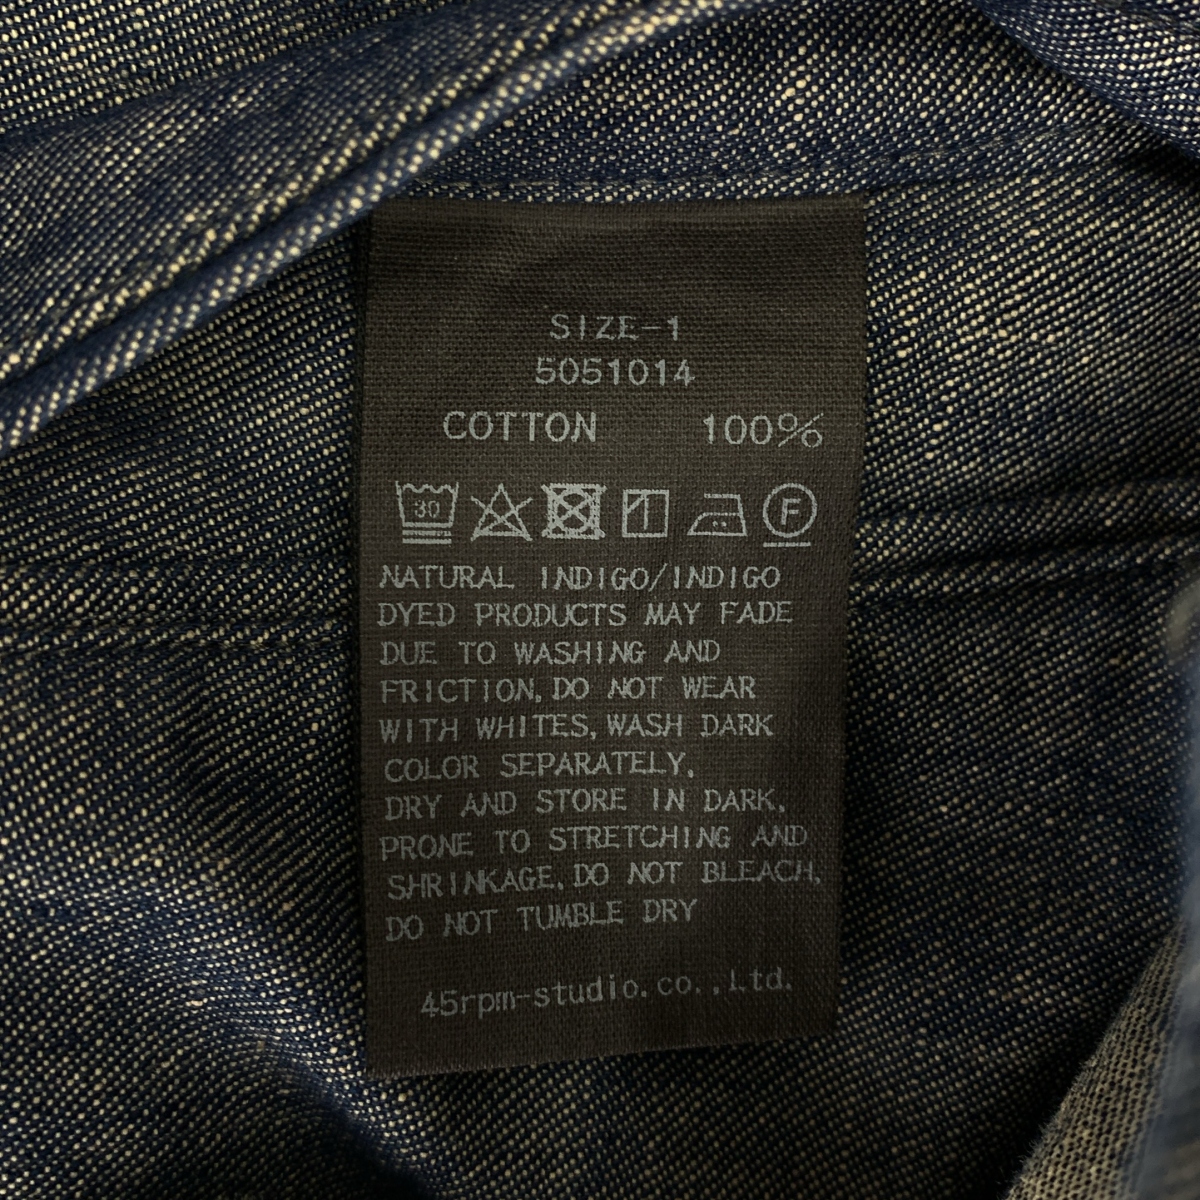 SIZE-1
5051014
COTTON 100%
30 F
NATURAL INDIGO/INDIGO
DYED PRODUCTS MAY FADE
DUE TO WASHING AND
FRICTION, DO NOT WEAR
WITH WHITES, WASH DARK
COLOR SEPARATELY.
DRY AND STORE IN DARK.
PRONE TO STRETCHING AND
SHRINKAGE, DO NOT BLEACH,
DO NOT TUMBLE DRY
45rpm-studio.co.,Ltd.